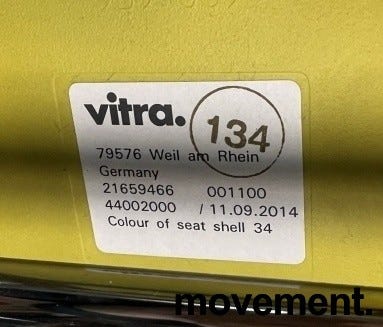 vitra.
134
79576 Weil am Rhein
Germany
21659466 001100
44002000 / 11.09.2014
Colour of seat shell 34
movement.